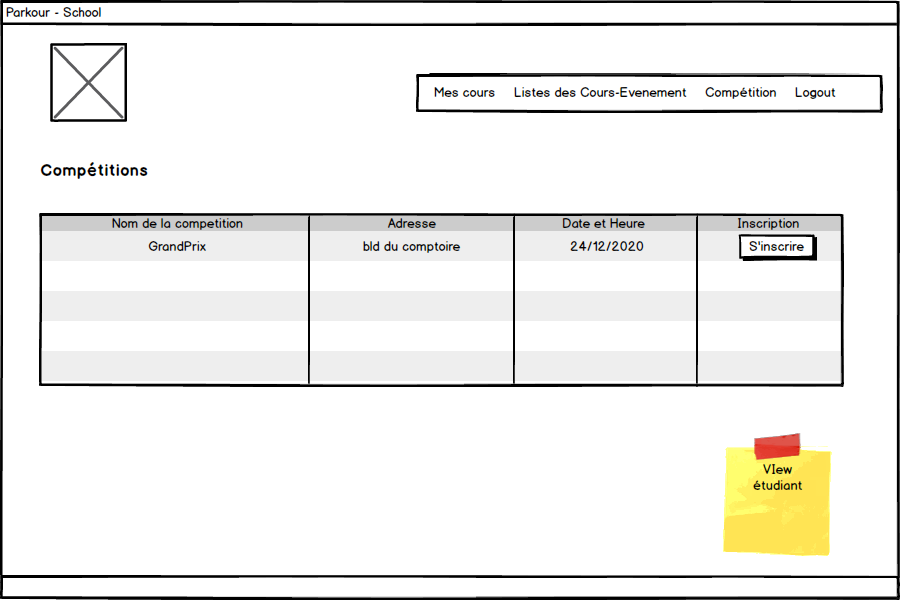 Parkour - School
Mes cours Listes des Cours-Evenement Compétition Logout
Compétitions
Nom de la competition Adresse Date et Heure Inscription
GrandPrix bld du comptoire 24/12/2020 S'inscrire
VIew
étudiant